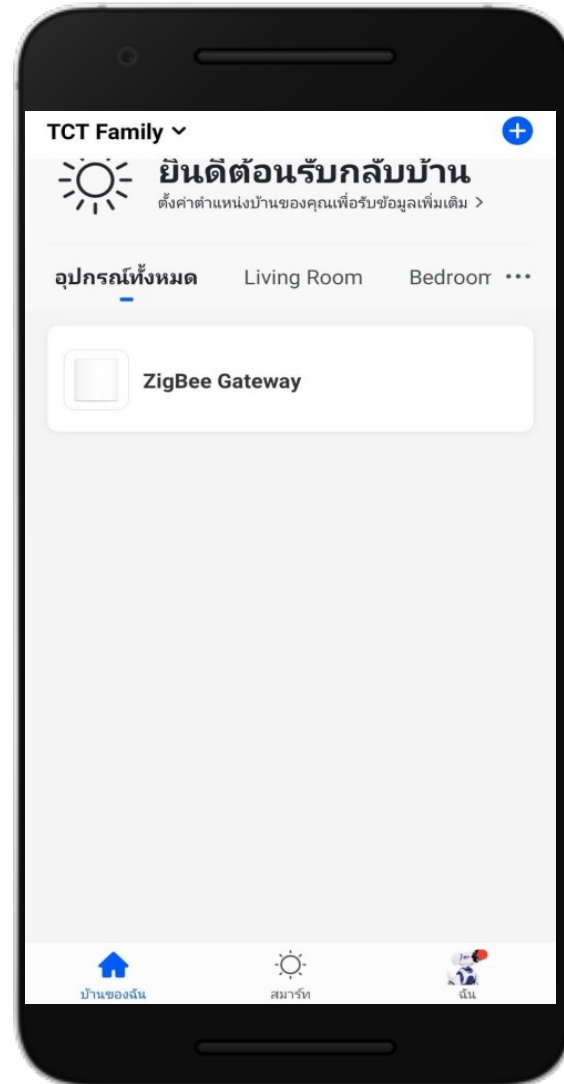 TCT Family
ยินดีต้อนรับกลับบ้าน
ตั้งค่าตำแหน่งบ้านของคุณเพื่อรับข้อมูลเพิ่มเติม >
อุปกรณ์ทั้งหมด Living Room Bedroom ...
ZigBee Gateway
บ้านของฉัน สมาร์ท ฉัน